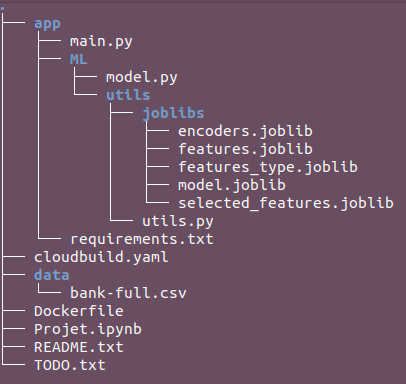 .
app
main.py
ML
model.py
utils
joblibs
encoders.joblib
features.joblib
features_type.joblib
model.joblib
selected_features.joblib
utils.py
requirements.txt
cloudbuild.yaml
data
bank-full.csv
Dockerfile
Projet.ipynb
README.txt
TODO.txt